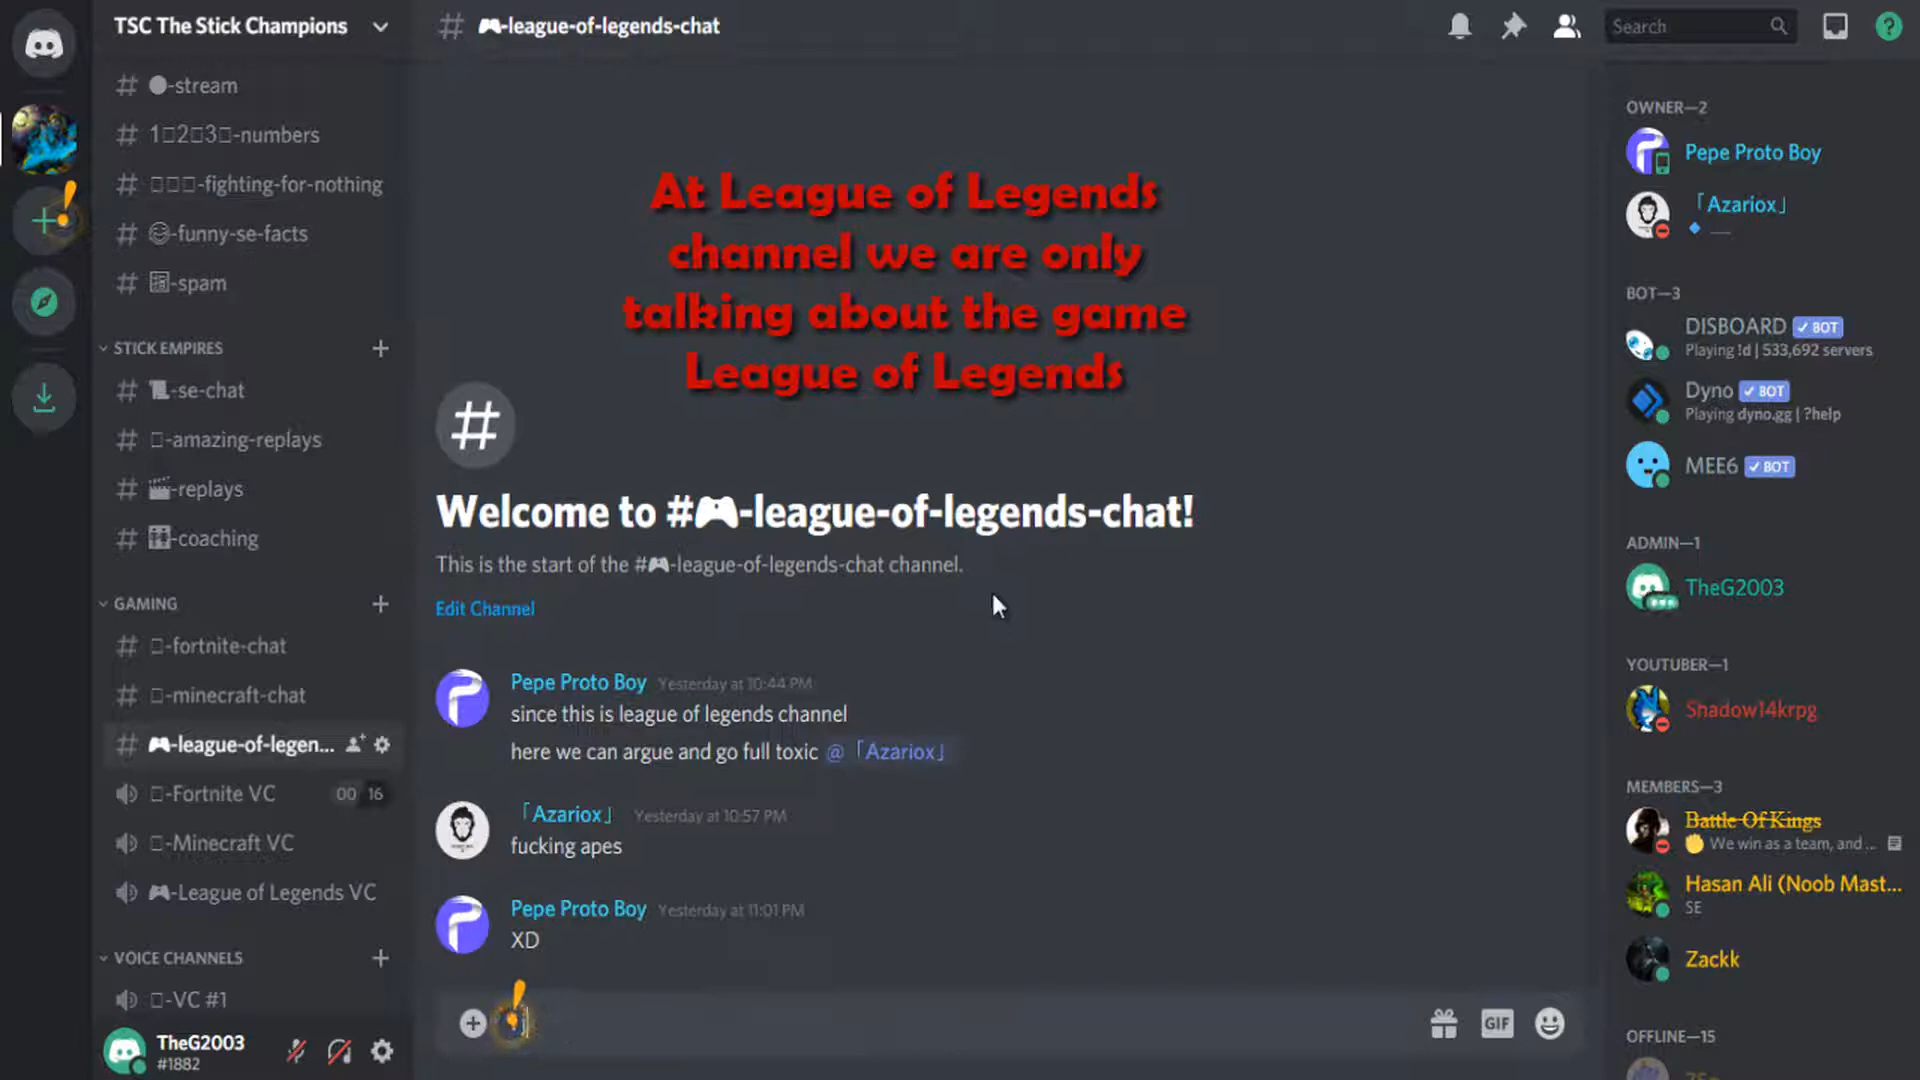 TSC The Stick Champions
-stream
1 2 3 -numbers
-fighting-for-nothing
-funny-se-facts
-spam
STICK EMPIRES
-se-chat
-amazing-replays
-replays
-coaching
GAMING
-fortnite-chat
-minecraft-chat
-league-of-legen...
-Fortnite VC 00 16
-Minecraft VC
-League of Legends VC
VOICE CHANNELS
-VC #1
TheG2003
#1882
# 🎮-league-of-legends-chat
Search
?
At League of Legends
channel we are only
talking about the game
League of Legends
#
Welcome to #🎮-league-of-legends-chat!
This is the start of the #🎮-league-of-legends-chat channel.
Edit Channel
Pepe Proto Boy Yesterday at 10:44 PM
since this is league of legends channel
here we can argue and go full toxic @「Azariox」
「Azariox」 Yesterday at 10:57 PM
fucking apes
Pepe Proto Boy Yesterday at 11:01 PM
XD
GIF
OWNER—2
Pepe Proto Boy
「Azariox」
BOT—3
DISBOARD ✓ BOT
Playing !d | 533,692 servers
Dyno ✓ BOT
Playing dyno.gg | ?help
MEE6 ✓ BOT
ADMIN—1
TheG2003
YOUTUBER—1
Shadow14krpg
MEMBERS—3
Battle Of Kings
We win as a team, and ...
Hasan Ali (Noob Mast...
SE
Zackk
OFFLINE—15